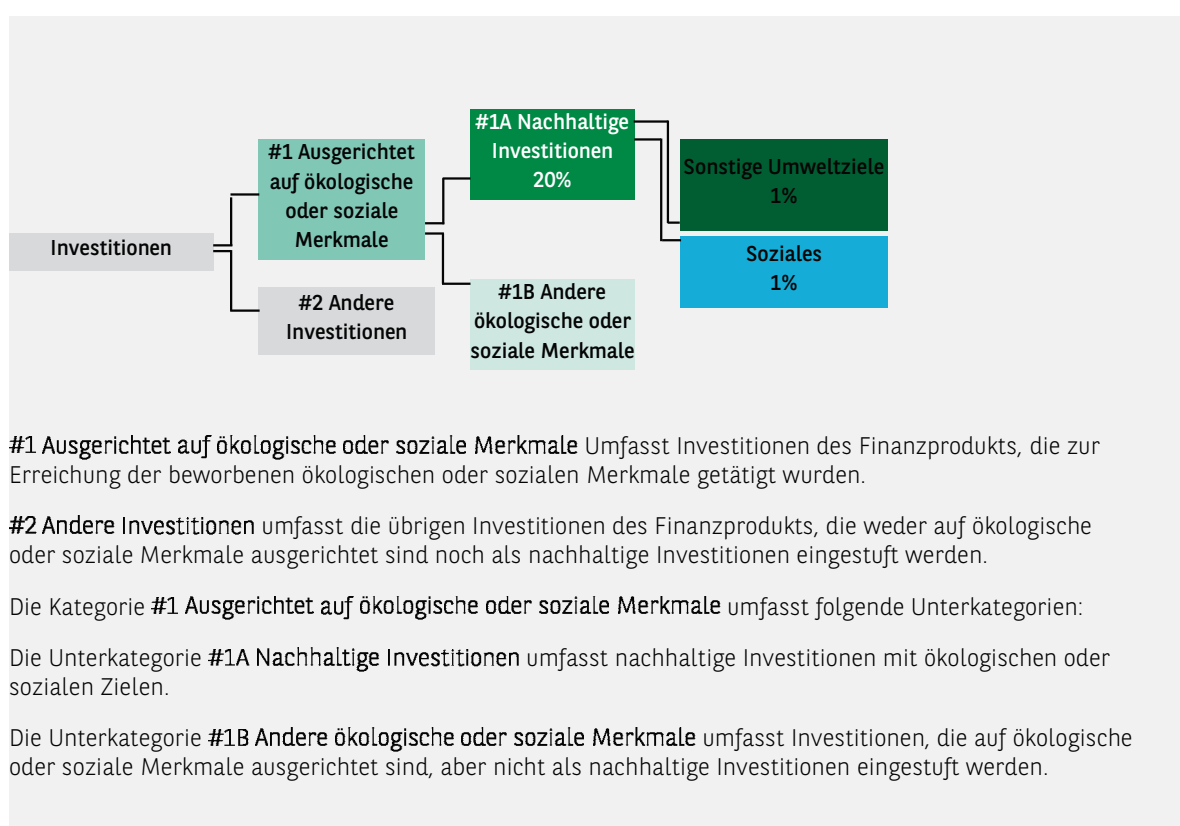 #1A Nachhaltige
Investitionen
20%
#1 Ausgerichtet
auf ökologische
oder soziale
Merkmale
Sonstige Umweltziele
1%
Investitionen
Soziales
1%
#2 Andere
Investitionen
#1B Andere
ökologische oder
soziale Merkmale
#1 Ausgerichtet auf ökologische oder soziale Merkmale Umfasst Investitionen des Finanzprodukts, die zur
Erreichung der beworbenen ökologischen oder sozialen Merkmale getätigt wurden.
#2 Andere Investitionen umfasst die übrigen Investitionen des Finanzprodukts, die weder auf ökologische
oder soziale Merkmale ausgerichtet sind noch als nachhaltige Investitionen eingestuft werden.
Die Kategorie #1 Ausgerichtet auf ökologische oder soziale Merkmale umfasst folgende Unterkategorien:
Die Unterkategorie #1A Nachhaltige Investitionen umfasst nachhaltige Investitionen mit ökologischen oder
sozialen Zielen.
Die Unterkategorie #1B Andere ökologische oder soziale Merkmale umfasst Investitionen, die auf ökologische
oder soziale Merkmale ausgerichtet sind, aber nicht als nachhaltige Investitionen eingestuft werden.